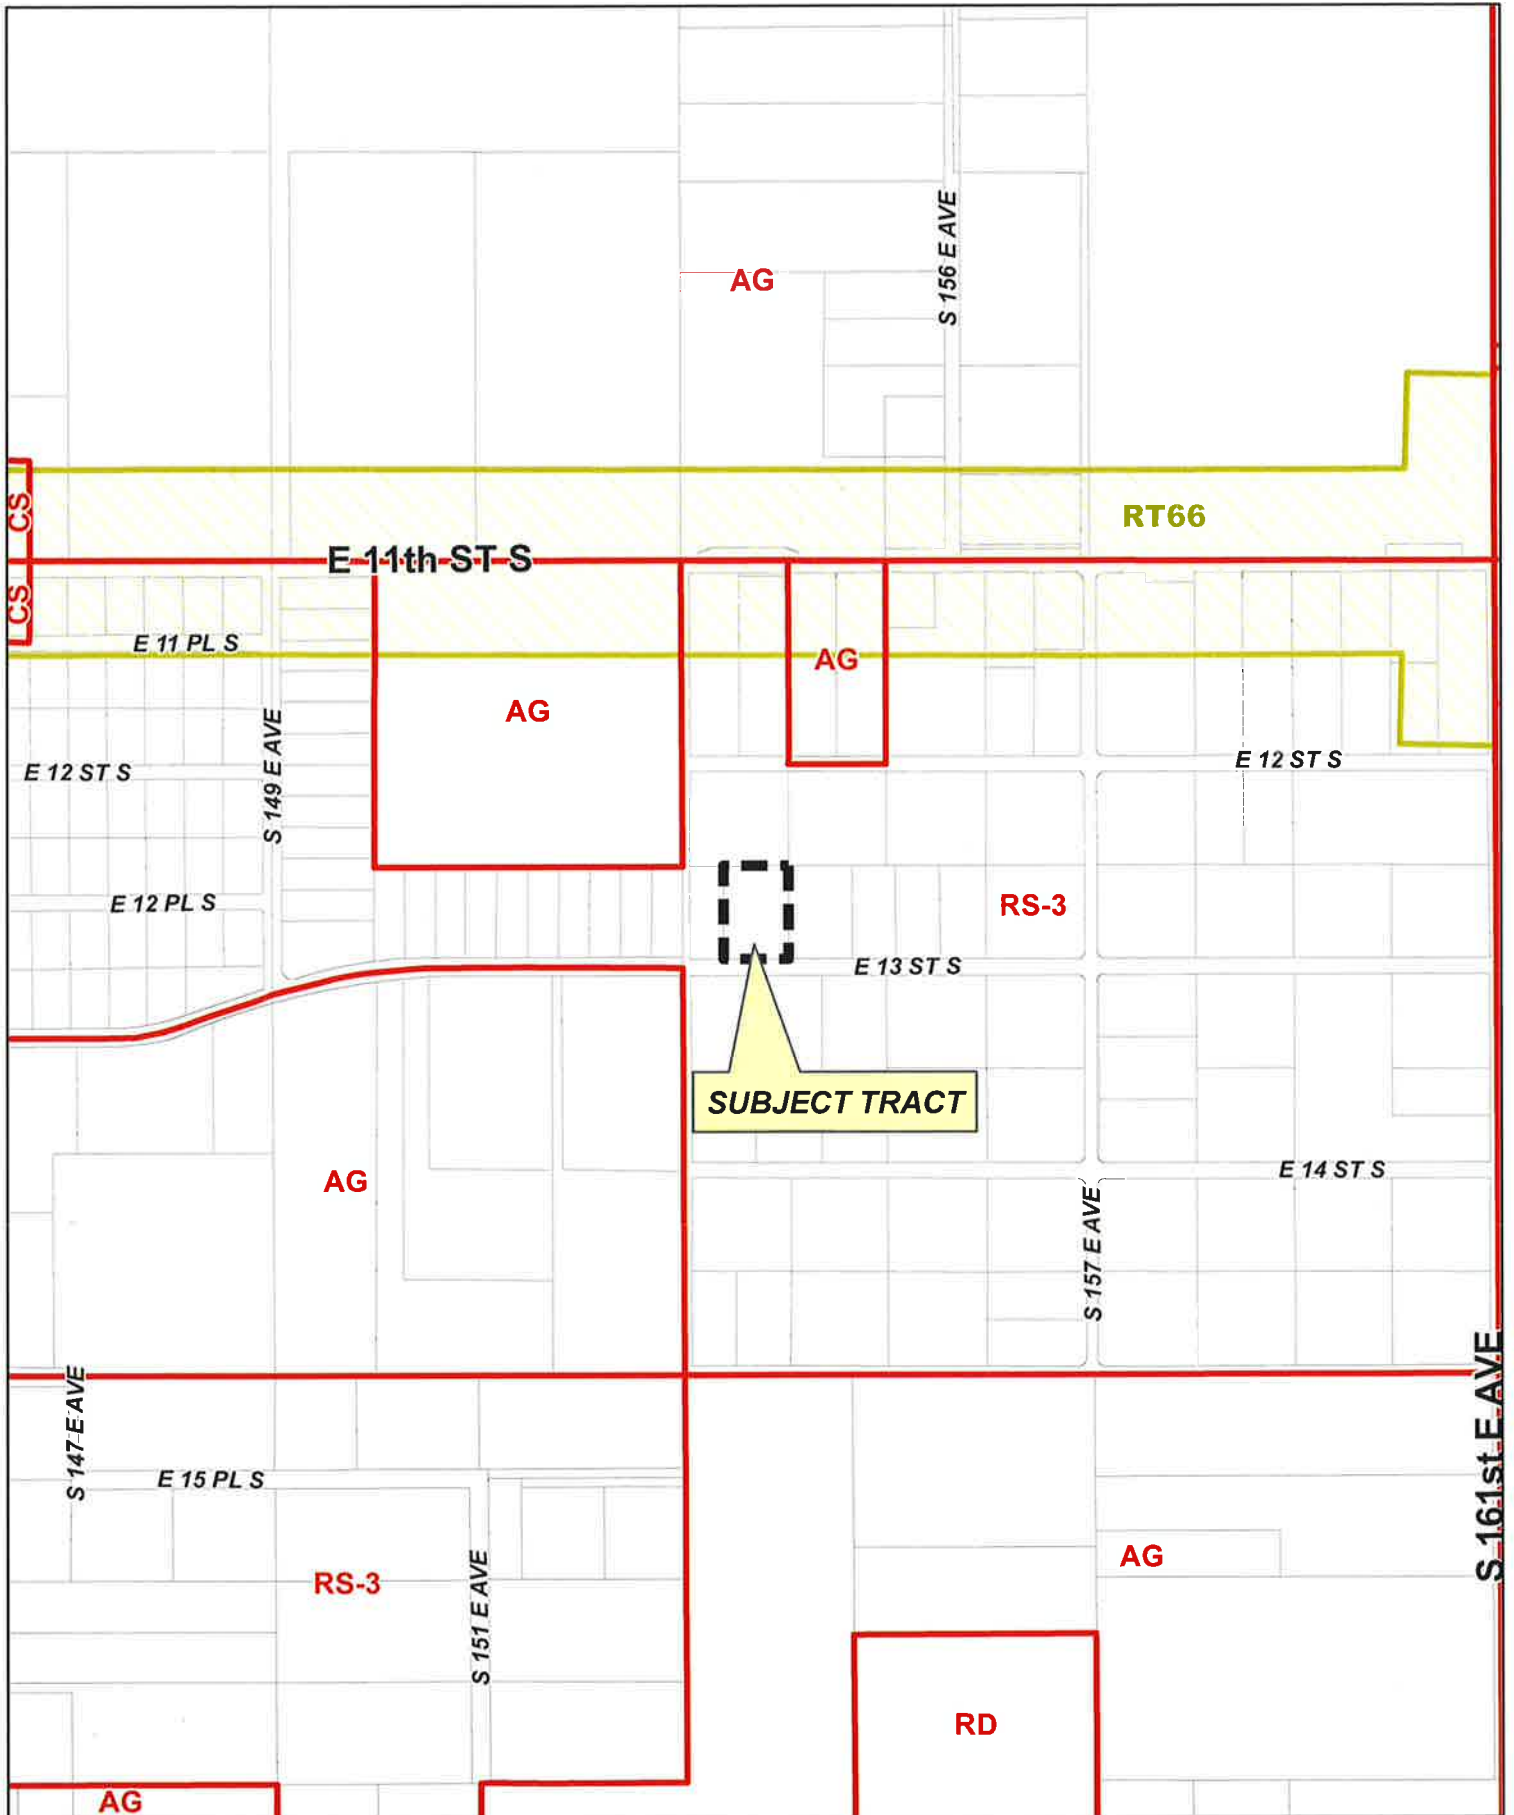 S 156 E AVE
AG
CS
RT66
E 11th ST S
CS
E 11 PL S
AG
AG
S 149 E AVE
E 12 ST S
E 12 ST S
E 12 PL S
RS-3
E 13 ST S
SUBJECT TRACT
AG
E 14 ST S
S 157 E AVE
S 147 E AVE
S 161st E AVE
E 15 PL S
AG
RS-3
S 151 E AVE
RD
AG